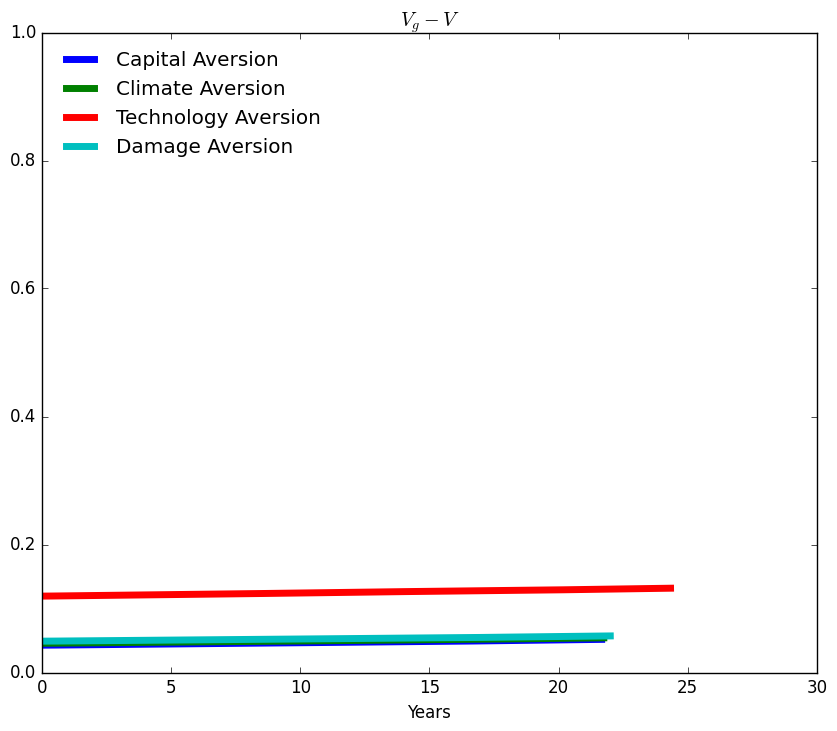 V_g − V
1.0
Capital Aversion
Climate Aversion
Technology Aversion
Damage Aversion
0.8
0.6
0.4
0.2
0.0
0 5 10 15 20 25 30
Years